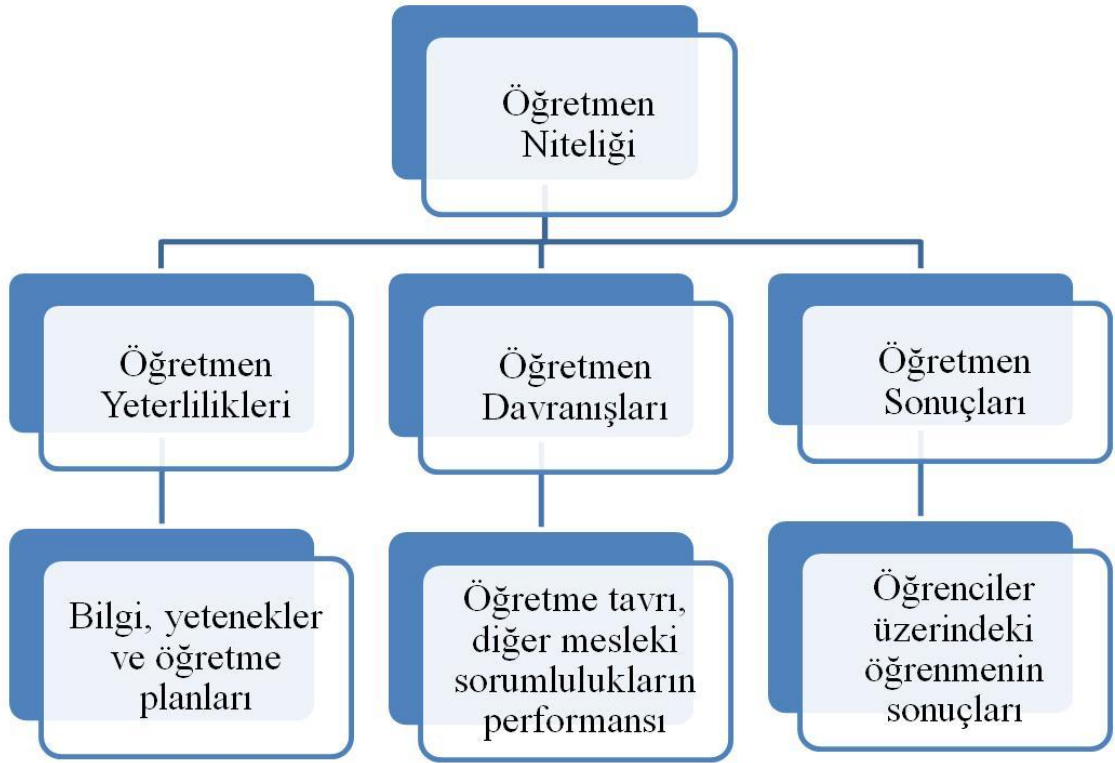 Öğretmen
Niteliği
Öğretmen
Yeterlilikleri
Öğretmen
Davranışları
Öğretmen
Sonuçları
Bilgi, yetenekler
ve öğretme
planları
Öğretme tavrı,
diğer mesleki
sorumlulukların
performansı
Öğrenciler
üzerindeki
öğrenmenin
sonuçları